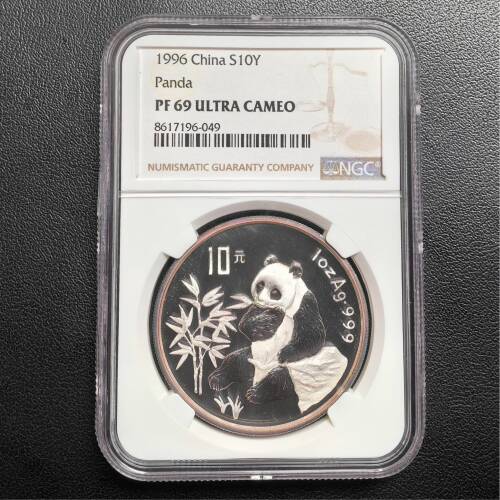 1996 China S10Y
Panda
PF 69 ULTRA CAMEO
8617196-049
NUMISMATIC GUARANTY COMPANY
NGC
10元
1ozAg·999